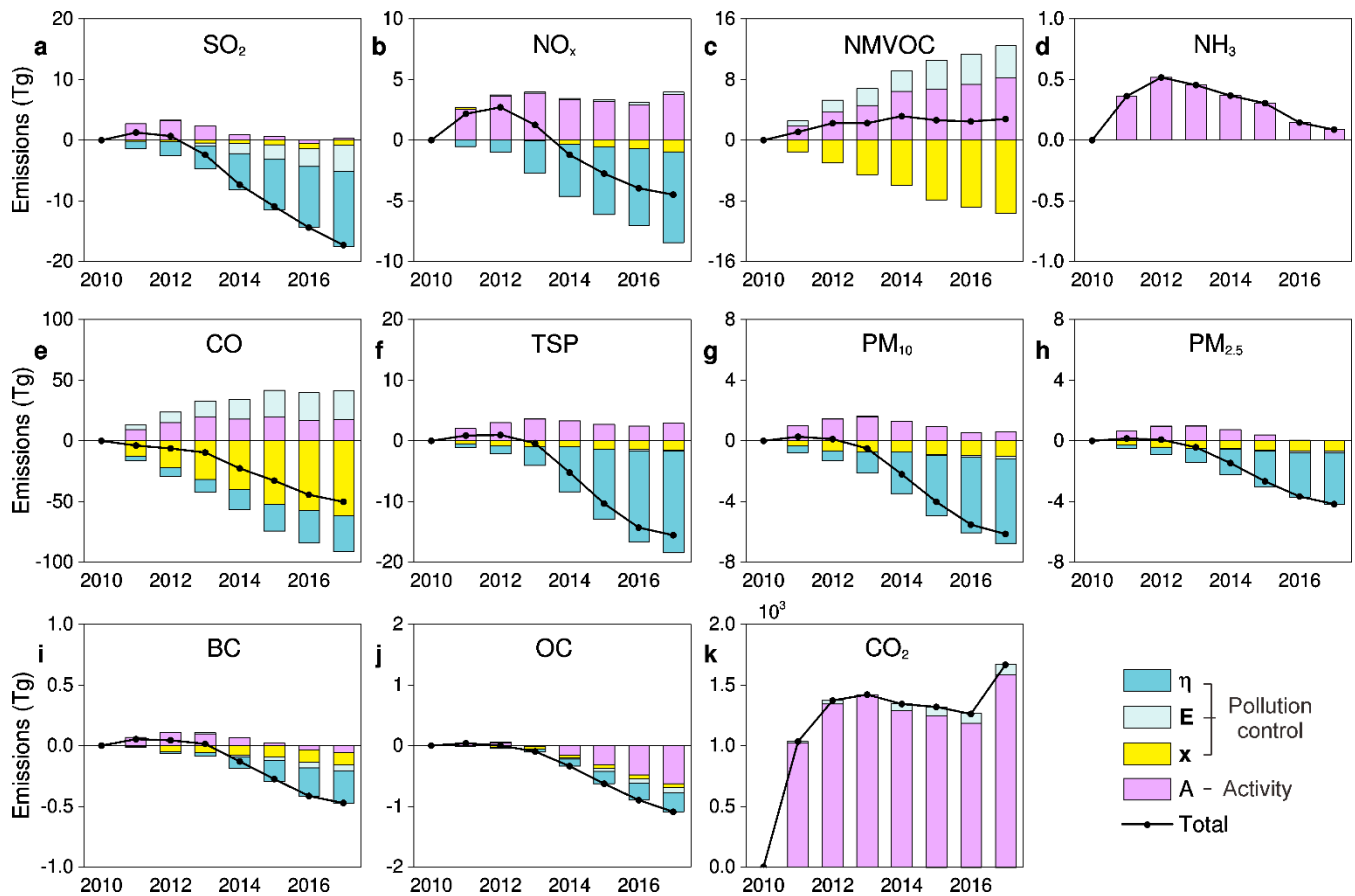 a SO₂
Emissions (Tg)
20
10
0
-10
-20
2010 2012 2014 2016
b NOₓ
10
5
0
-5
-10
2010 2012 2014 2016
c NMVOC
16
8
0
-8
-16
2010 2012 2014 2016
d NH₃
1.0
0.5
0.0
-0.5
-1.0
2010 2012 2014 2016
e CO
Emissions (Tg)
100
50
0
-50
-100
2010 2012 2014 2016
f TSP
20
10
0
-10
-20
2010 2012 2014 2016
g PM₁₀
8
4
0
-4
-8
2010 2012 2014 2016
h PM₂.₅
8
4
0
-4
-8
2010 2012 2014 2016
i BC
Emissions (Tg)
1.0
0.5
0.0
-0.5
-1.0
2010 2012 2014 2016
j OC
2
1
0
-1
-2
2010 2012 2014 2016
k CO₂
10³
2.0
1.5
1.0
0.5
0.0
2010 2012 2014 2016
η
E
x
Pollution
control
A - Activity
Total